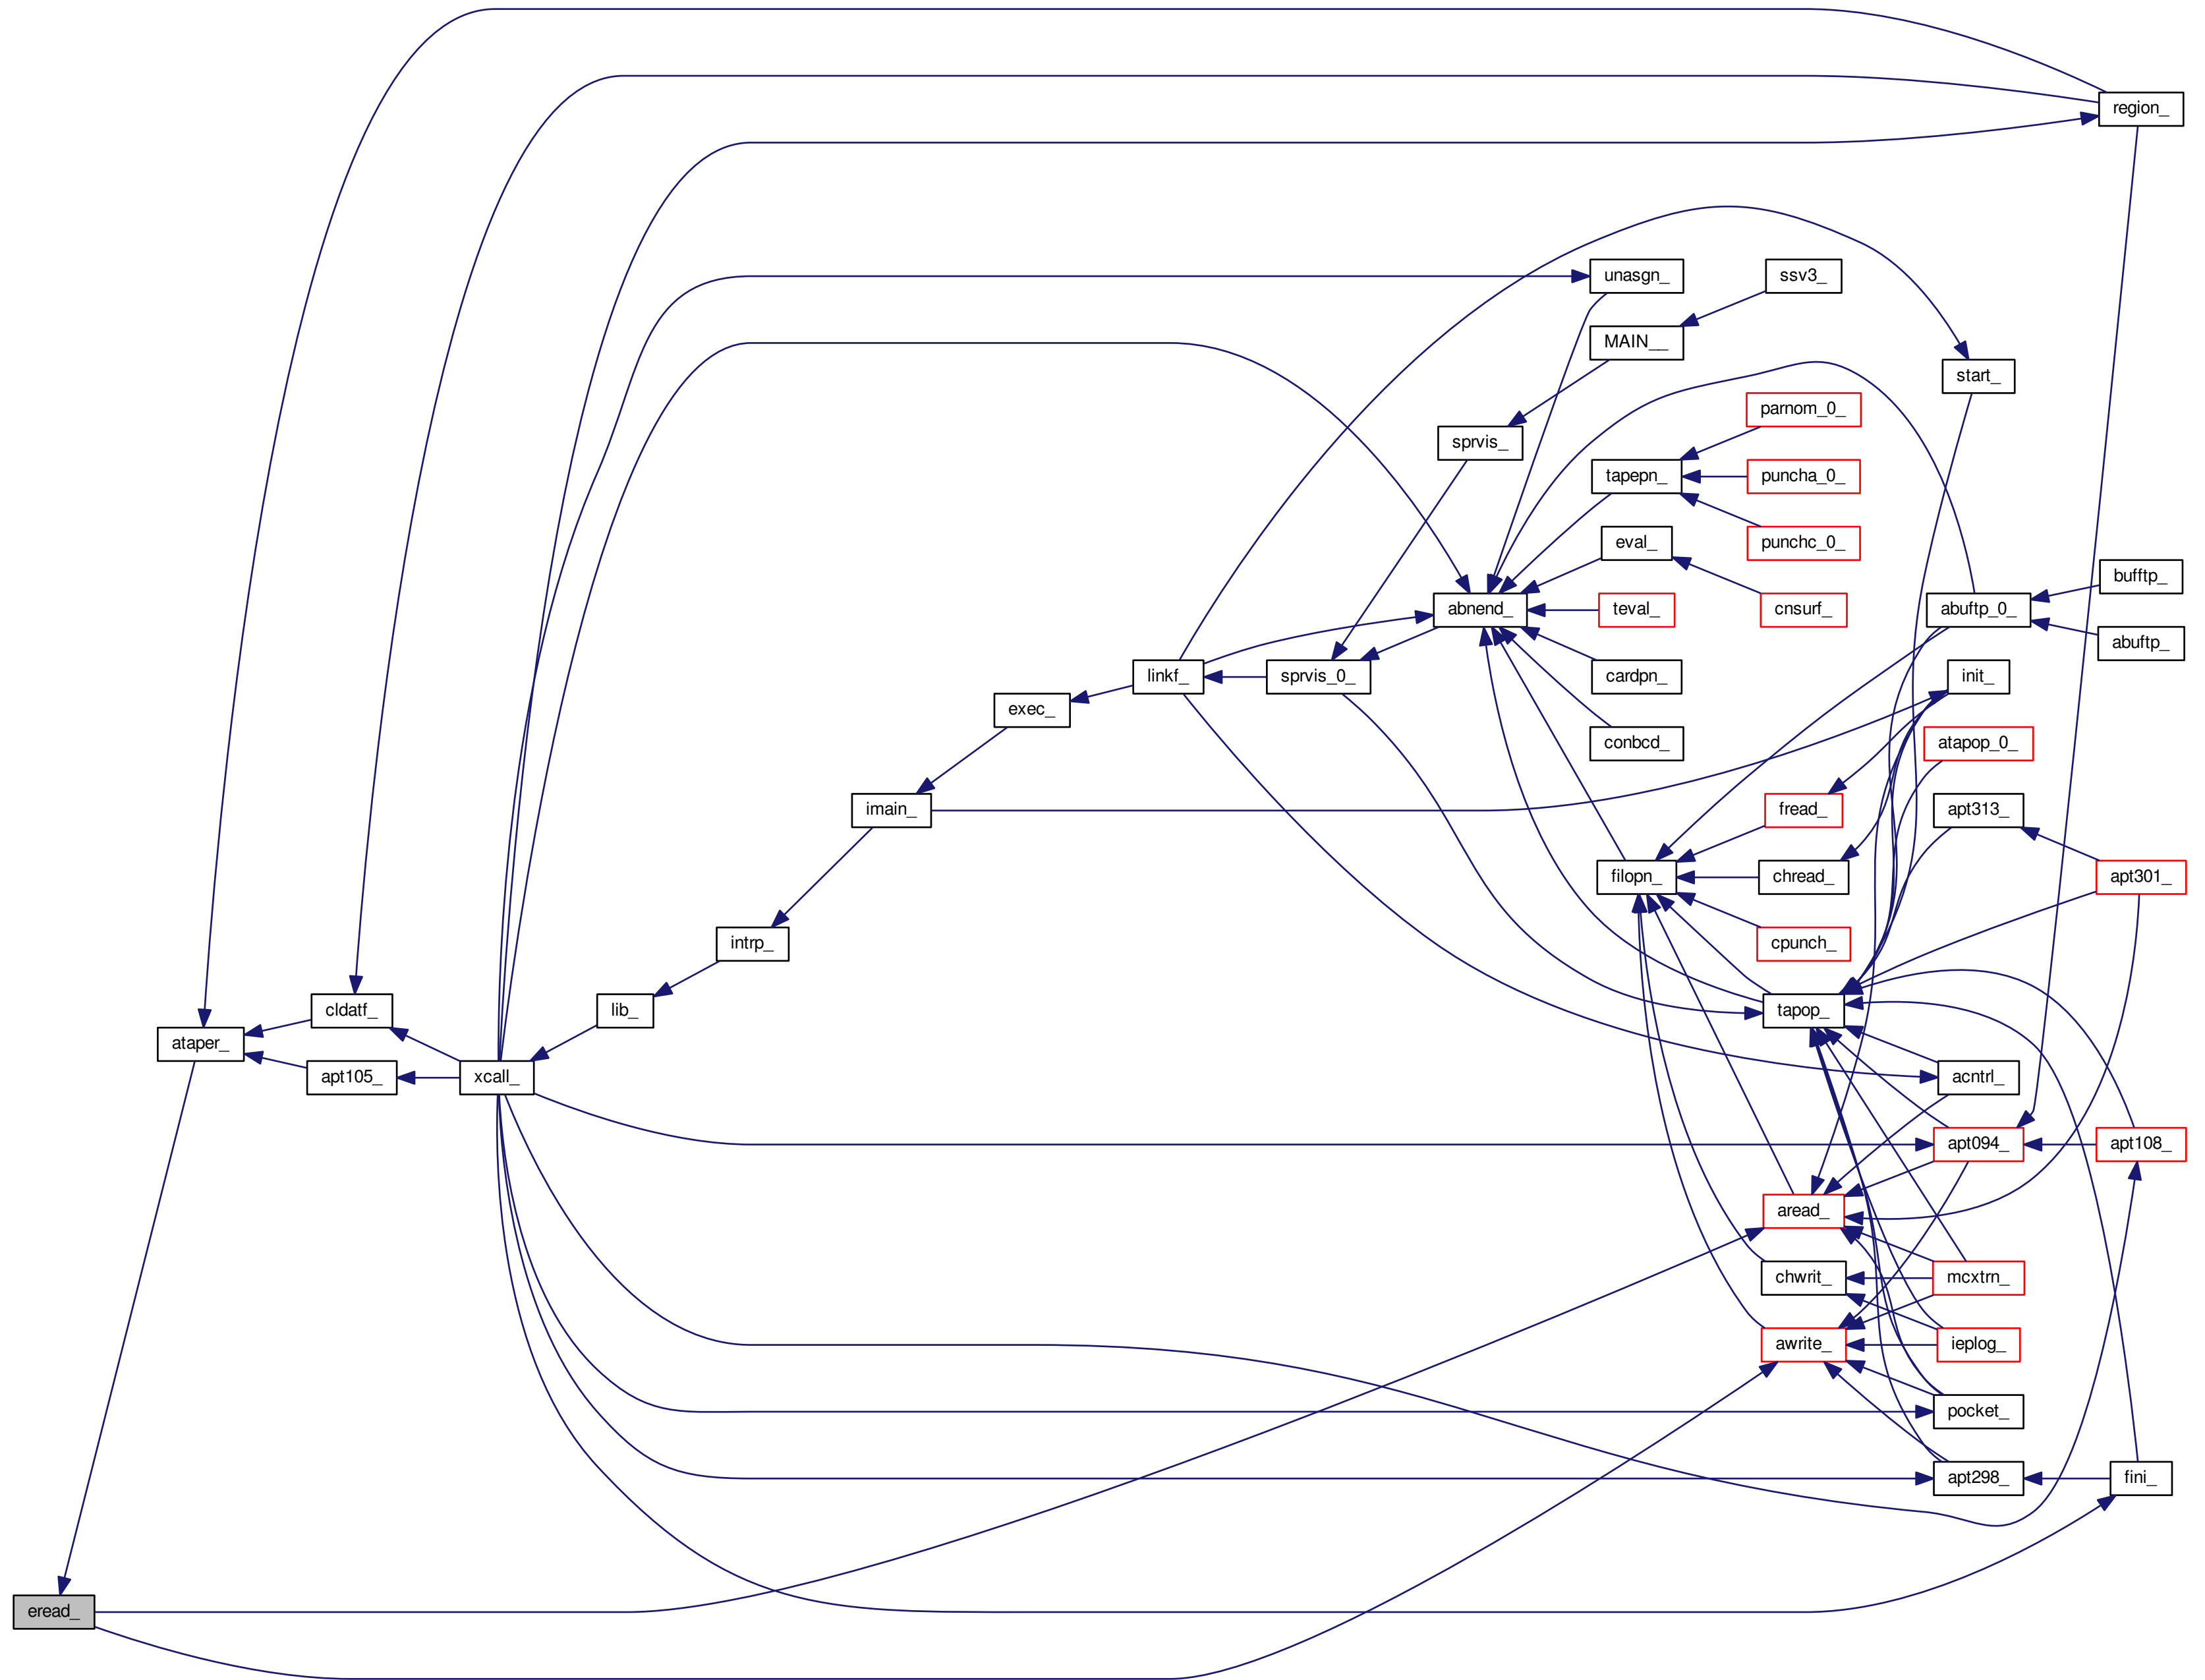 region_
unasgn_
ssv3_
MAIN__
start_
parnom_0_
sprvis_
tapepn_
puncha_0_
eval_
punchc_0_
bufftp_
abnend_
teval_
cnsurf_
abuftp_0_
abuftp_
linkf_
sprvis_0_
cardpn_
init_
exec_
conbcd_
atapop_0_
imain_
fread_
apt313_
filopn_
chread_
apt301_
intrp_
cpunch_
cldatf_
lib_
tapop_
ataper_
apt105_
xcall_
acntrl_
apt094_
apt108_
aread_
chwrit_
mcxtrn_
awrite_
ieplog_
pocket_
apt298_
fini_
eread_